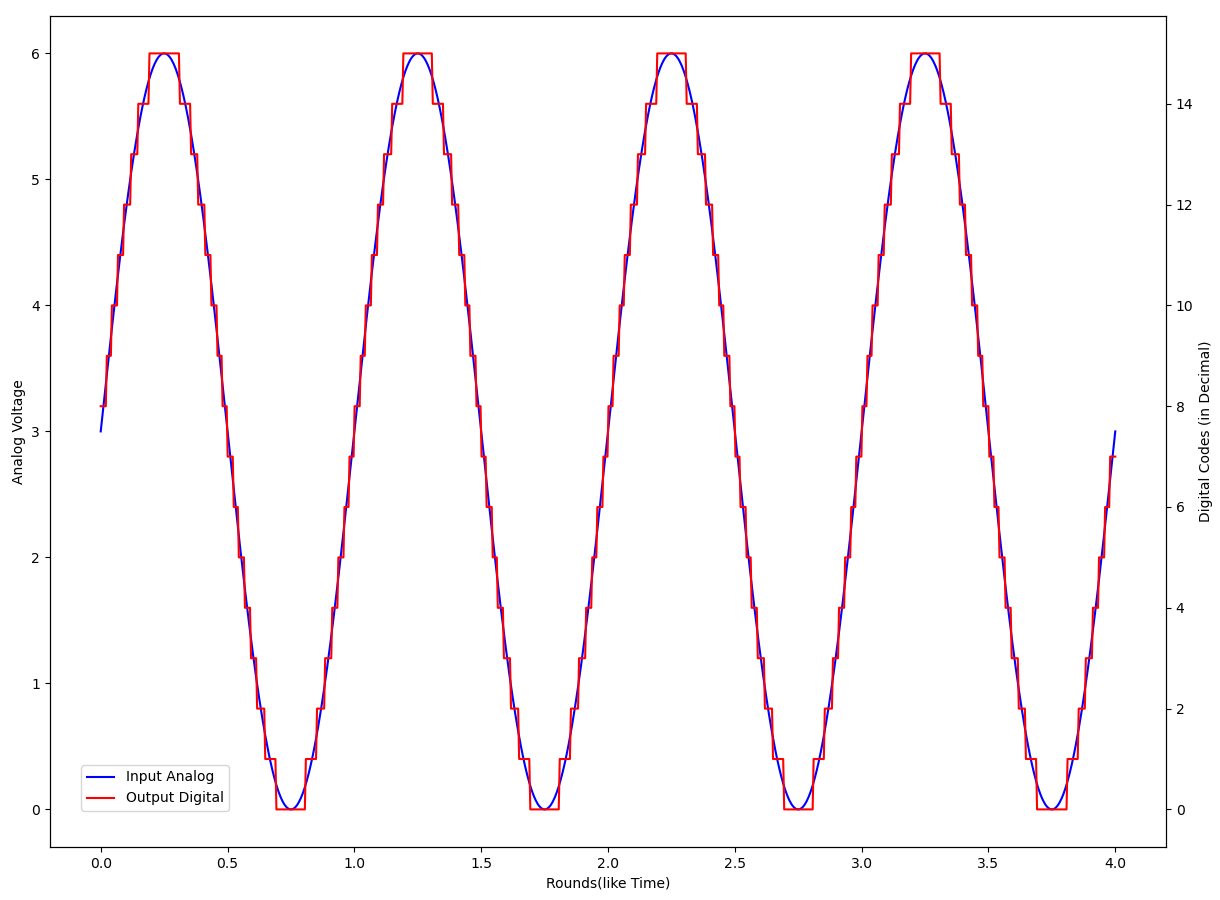 6
5
4
3
2
1
0
Analog Voltage
14
12
10
8
6
4
2
0
Digital Codes (in Decimal)
Input Analog
Output Digital
0.0 0.5 1.0 1.5 2.0 2.5 3.0 3.5 4.0
Rounds(like Time)